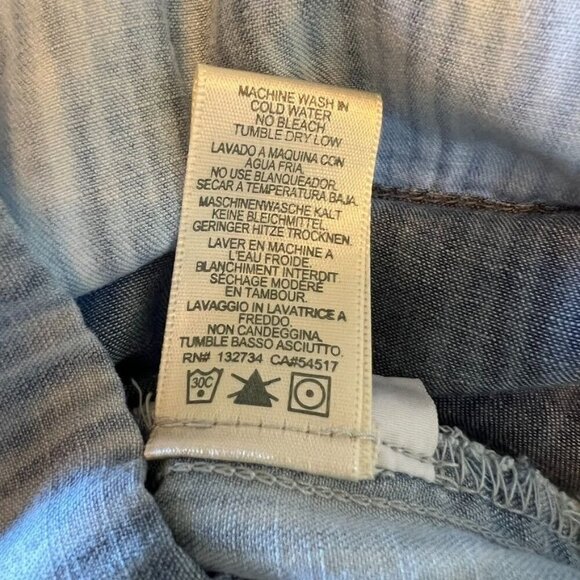 MACHINE WASH IN
COLD WATER
NO BLEACH
TUMBLE DRY LOW
LAVADO A MAQUINA CON
AGUA FRIA.
NO USE BLANQUEADOR.
SECAR A TEMPERATURA BAJA.
MASCHINENWASCHE KALT
KEINE BLEICHMITTEL.
GERINGER HITZE TROCKNEN.
LAVER EN MACHINE A
L'EAU FROIDE.
BLANCHIMENT INTERDIT.
SÉCHAGE MODÉRÉ
EN TAMBOUR.
LAVAGGIO IN LAVATRICE A
FREDDO.
NON CANDEGGINA.
TUMBLE BASSO ASCIUTTO.
RN# 132734 CA#54517
30C